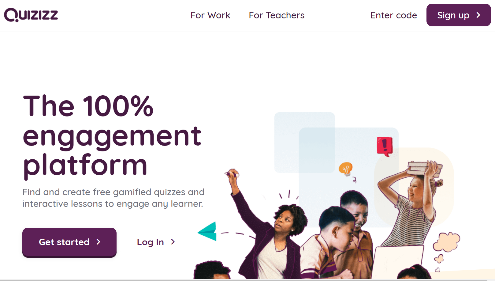 Quizizz
For Work
For Teachers
Enter code
Sign up
The 100%
engagement
platform
Find and create free gamified quizzes and
interactive lessons to engage any learner.
Get started
Log In